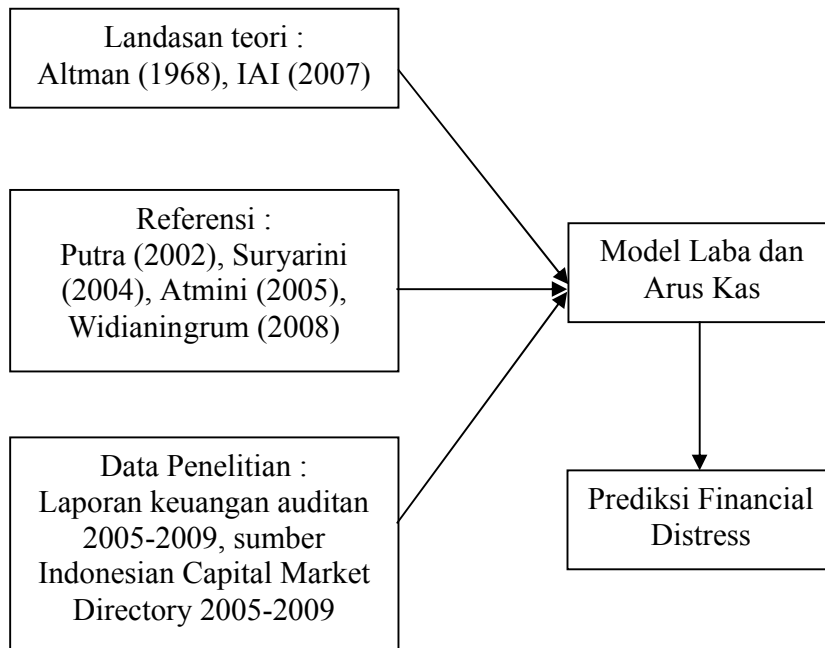 Landasan teori :
Altman (1968), IAI (2007)
Referensi :
Putra (2002), Suryarini
(2004), Atmini (2005),
Widianingrum (2008)
Model Laba dan
Arus Kas
Data Penelitian :
Laporan keuangan auditan
2005-2009, sumber
Indonesian Capital Market
Directory 2005-2009
Prediksi Financial
Distress